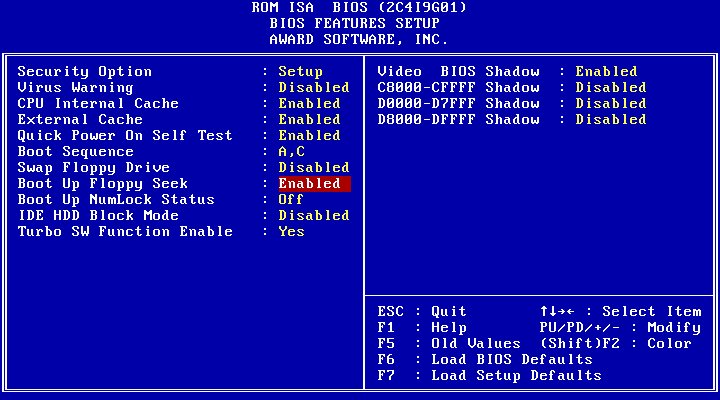 ROM ISA BIOS (2C4I9G01)
BIOS FEATURES SETUP
AWARD SOFTWARE, INC.
Security Option : Setup
Virus Warning : Disabled
CPU Internal Cache : Enabled
External Cache : Enabled
Quick Power On Self Test : Enabled
Boot Sequence : A,C
Swap Floppy Drive : Disabled
Boot Up Floppy Seek : Enabled
Boot Up NumLock Status : Off
IDE HDD Block Mode : Disabled
Turbo SW Function Enable : Yes
Video BIOS Shadow : Enabled
C8000-CFFFF Shadow : Disabled
D0000-D7FFF Shadow : Disabled
D8000-DFFFF Shadow : Disabled
ESC : Quit ↑↓→← : Select Item
F1 : Help PU/PD/+/- : Modify
F5 : Old Values (Shift)F2 : Color
F6 : Load BIOS Defaults
F7 : Load Setup Defaults